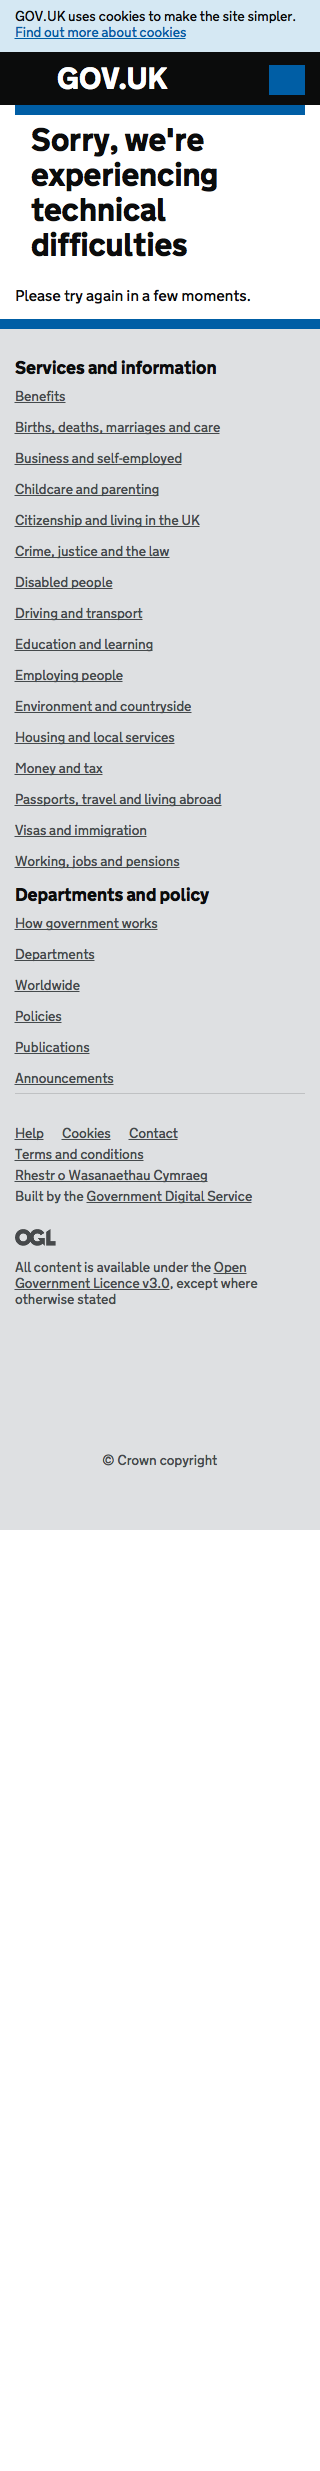 GOV.UK uses cookies to make the site simpler.
Find out more about cookies
GOV.UK
Sorry, we're
experiencing
technical
difficulties
Please try again in a few moments.
Services and information
Benefits
Births, deaths, marriages and care
Business and self-employed
Childcare and parenting
Citizenship and living in the UK
Crime, justice and the law
Disabled people
Driving and transport
Education and learning
Employing people
Environment and countryside
Housing and local services
Money and tax
Passports, travel and living abroad
Visas and immigration
Working, jobs and pensions
Departments and policy
How government works
Departments
Worldwide
Policies
Publications
Announcements
Help Cookies Contact
Terms and conditions
Rhestr o Wasanaethau Cymraeg
Built by the Government Digital Service
OGL
All content is available under the Open
Government Licence v3.0, except where
otherwise stated
© Crown copyright